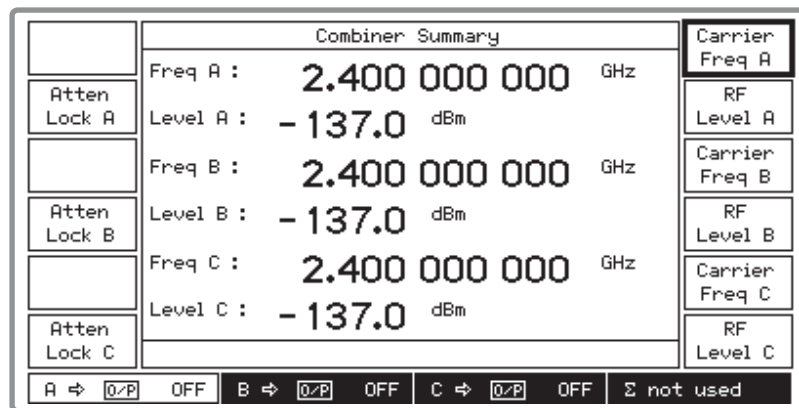 Combiner Summary
Freq A : 2.400 000 000 GHz
Level A : - 137.0 dBm
Freq B : 2.400 000 000 GHz
Level B : - 137.0 dBm
Freq C : 2.400 000 000 GHz
Level C : - 137.0 dBm
Atten
Lock A
Atten
Lock B
Atten
Lock C
Carrier
Freq A
RF
Level A
Carrier
Freq B
RF
Level B
Carrier
Freq C
RF
Level C
A ⇨ O/P OFF B ⇨ O/P OFF C ⇨ O/P OFF Σ not used